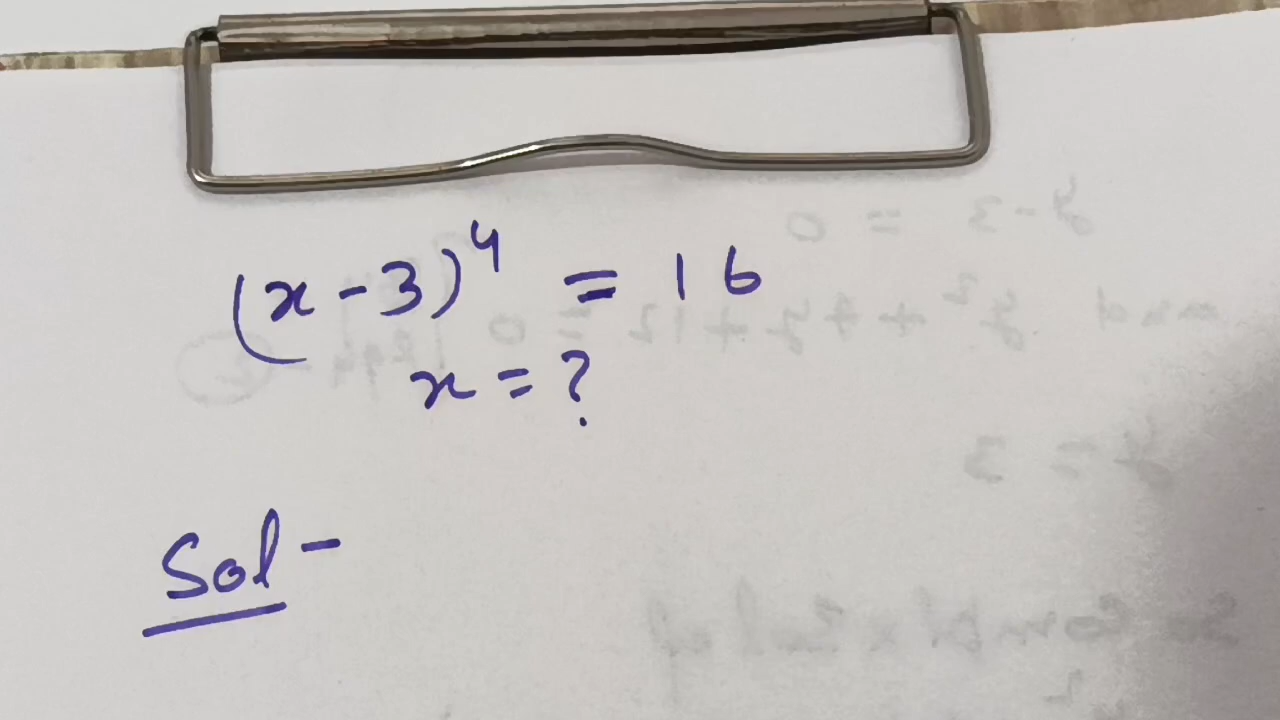 (x-3)⁴ = 16
x = ?
Sol -